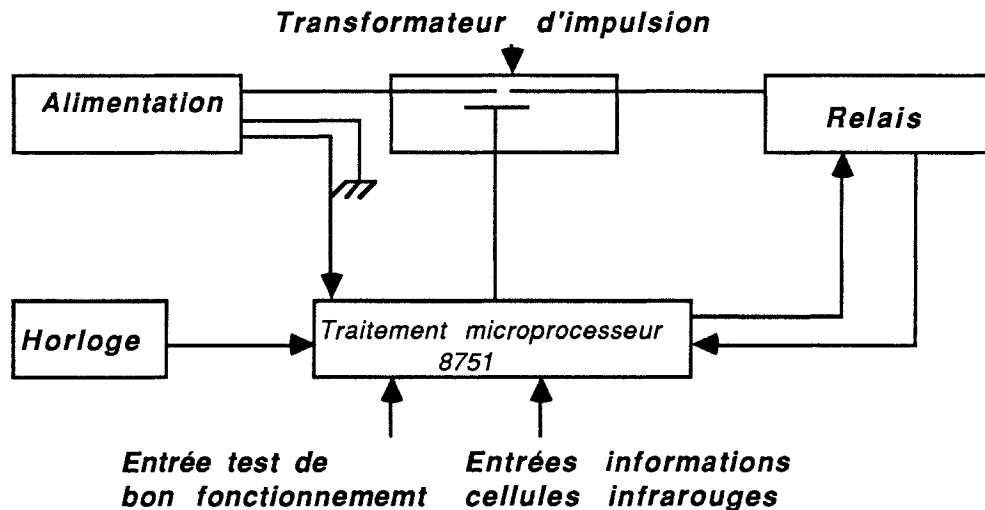 Transformateur d'impulsion
Alimentation
Relais
Horloge
Traitement microprocesseur
8751
Entrée test de
bon fonctionnememt
Entrées informations
cellules infrarouges